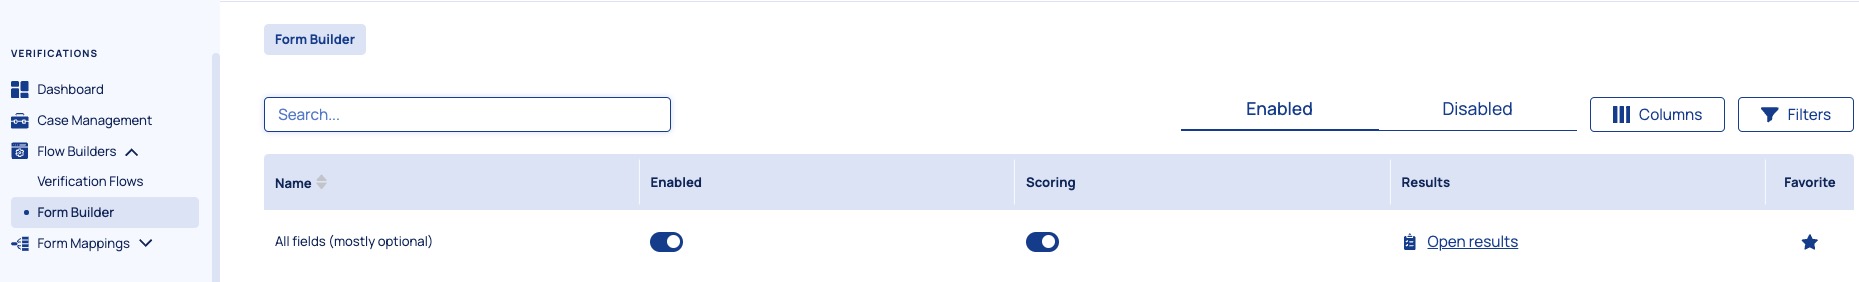 VERIFICATIONS
Dashboard
Case Management
Flow Builders
Verification Flows
Form Builder
Form Mappings
Form Builder
Search...
Enabled
Disabled
Columns
Filters
Name Enabled Scoring Results Favorite
All fields (mostly optional) Open results